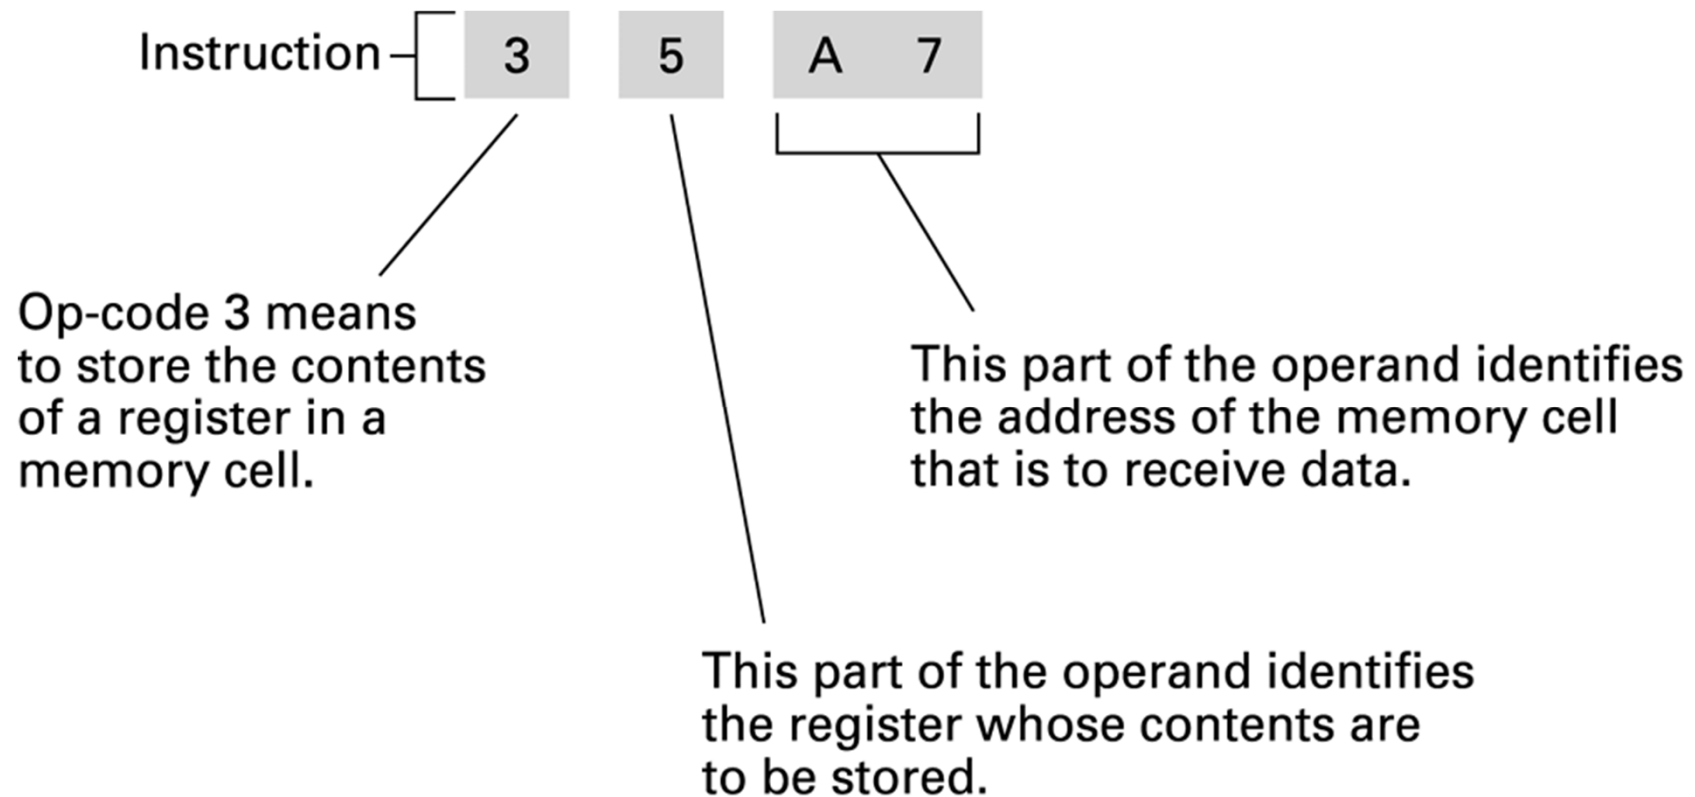 Instruction 3 5 A 7
Op-code 3 means
to store the contents
of a register in a
memory cell.
This part of the operand identifies
the address of the memory cell
that is to receive data.
This part of the operand identifies
the register whose contents are
to be stored.